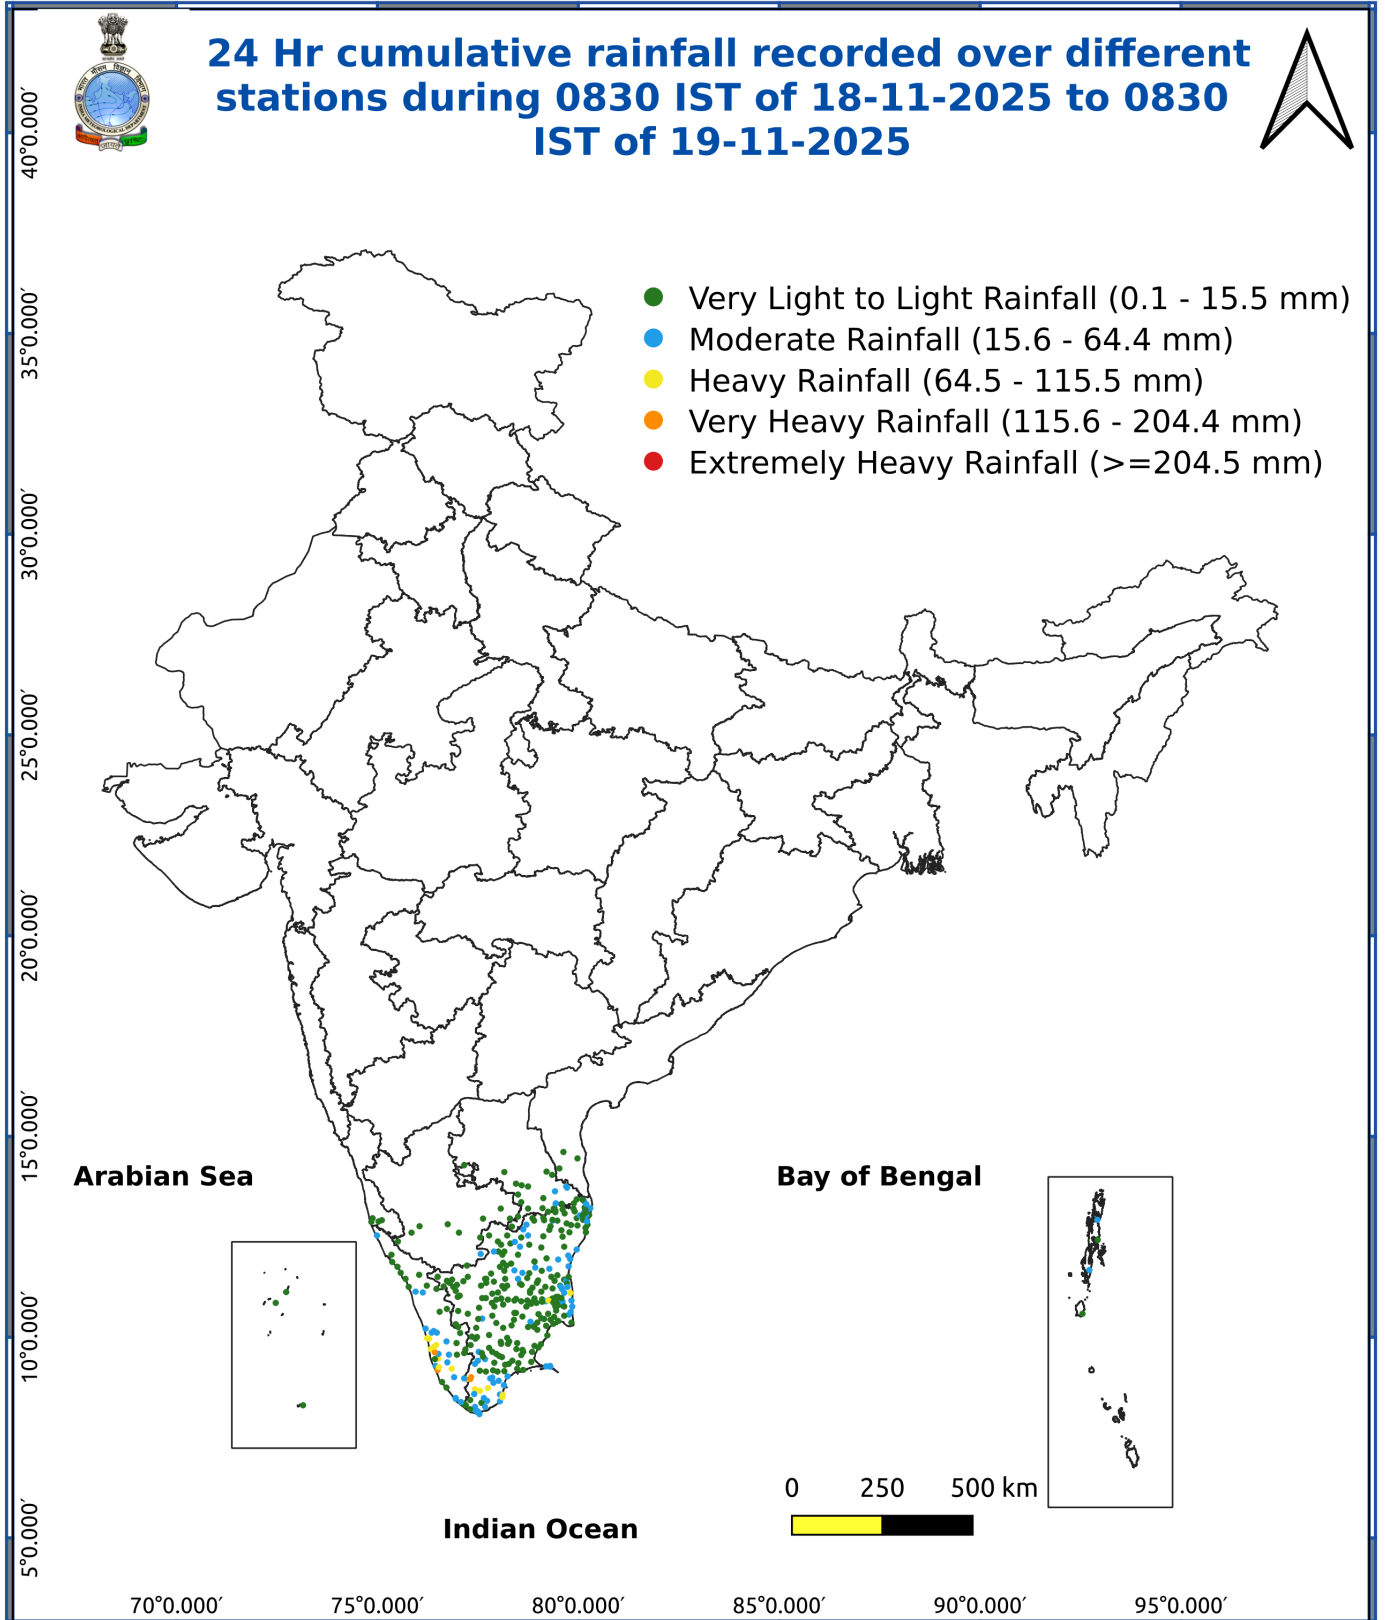 24 Hr cumulative rainfall recorded over different
stations during 0830 IST of 18-11-2025 to 0830
IST of 19-11-2025
Very Light to Light Rainfall (0.1 - 15.5 mm)
Moderate Rainfall (15.6 - 64.4 mm)
Heavy Rainfall (64.5 - 115.5 mm)
Very Heavy Rainfall (115.6 - 204.4 mm)
Extremely Heavy Rainfall (>=204.5 mm)
40°0.000′
35°0.000′
30°0.000′
25°0.000′
20°0.000′
15°0.000′
10°0.000′
5°0.000′
Arabian Sea
Bay of Bengal
Indian Ocean
0 250 500 km
70°0.000′ 75°0.000′ 80°0.000′ 85°0.000′ 90°0.000′ 95°0.000′